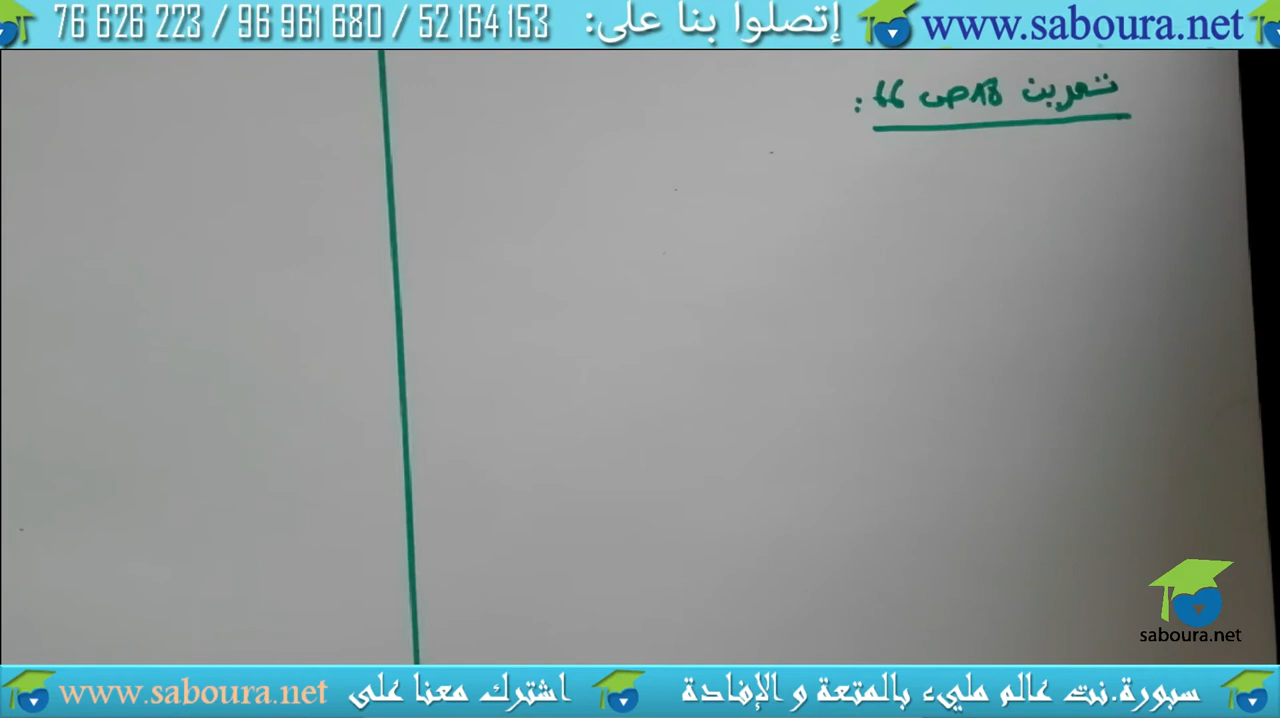 76 626 223 / 96 961 680 / 52 164 153 إتصلوا بنا على: www.saboura.net
تمرين 18 ص 66 :
saboura.net
سبورة.نت عالم مليء بالمتعة و الإفادة اشترك معنا على www.saboura.net